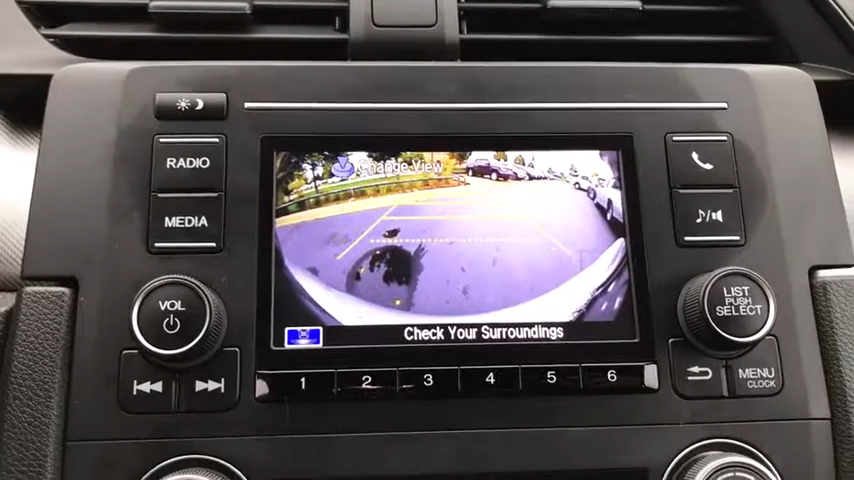 RADIO
MEDIA
VOL
Change View
Check Your Surroundings
1 2 3 4 5 6
LIST
PUSH
SELECT
MENU
CLOCK